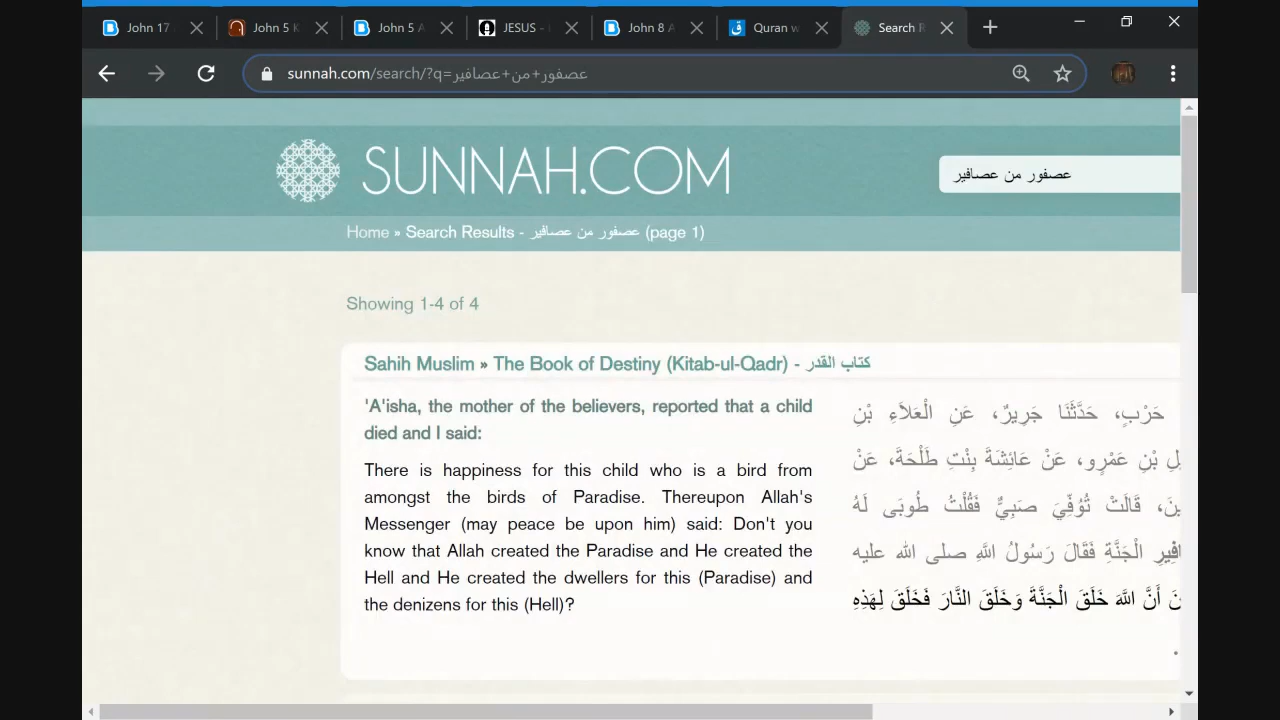 John 17
John 5 K
John 5 A
JESUS -
John 8 A
Quran w
Search R
sunnah.com/search/?q=عصفور+من+عصافير
SUNNAH.COM
عصفور من عصافير
Home » Search Results - عصفور من عصافير (page 1)
Showing 1-4 of 4
Sahih Muslim » The Book of Destiny (Kitab-ul-Qadr) - كتاب القدر
'A'isha, the mother of the believers, reported that a child
died and I said:
There is happiness for this child who is a bird from
amongst the birds of Paradise. Thereupon Allah's
Messenger (may peace be upon him) said: Don't you
know that Allah created the Paradise and He created the
Hell and He created the dwellers for this (Paradise) and
the denizens for this (Hell)?
حَرْبٍ، حَدَّثَنَا جَرِيرٌ، عَنِ الْعَلاَءِ بْنِ
بْنِ عَمْرٍو، عَنْ عَائِشَةَ بِنْتِ طَلْحَةَ، عَنْ
قَالَتْ تُوُفِّيَ صَبِيٌّ فَقُلْتُ طُوبَى لَهُ
الْجَنَّةِ فَقَالَ رَسُولُ اللَّهِ صلى الله عليه
أَنَّ اللَّهَ خَلَقَ الْجَنَّةَ وَخَلَقَ النَّارَ فَخَلَقَ لِهَذِهِ